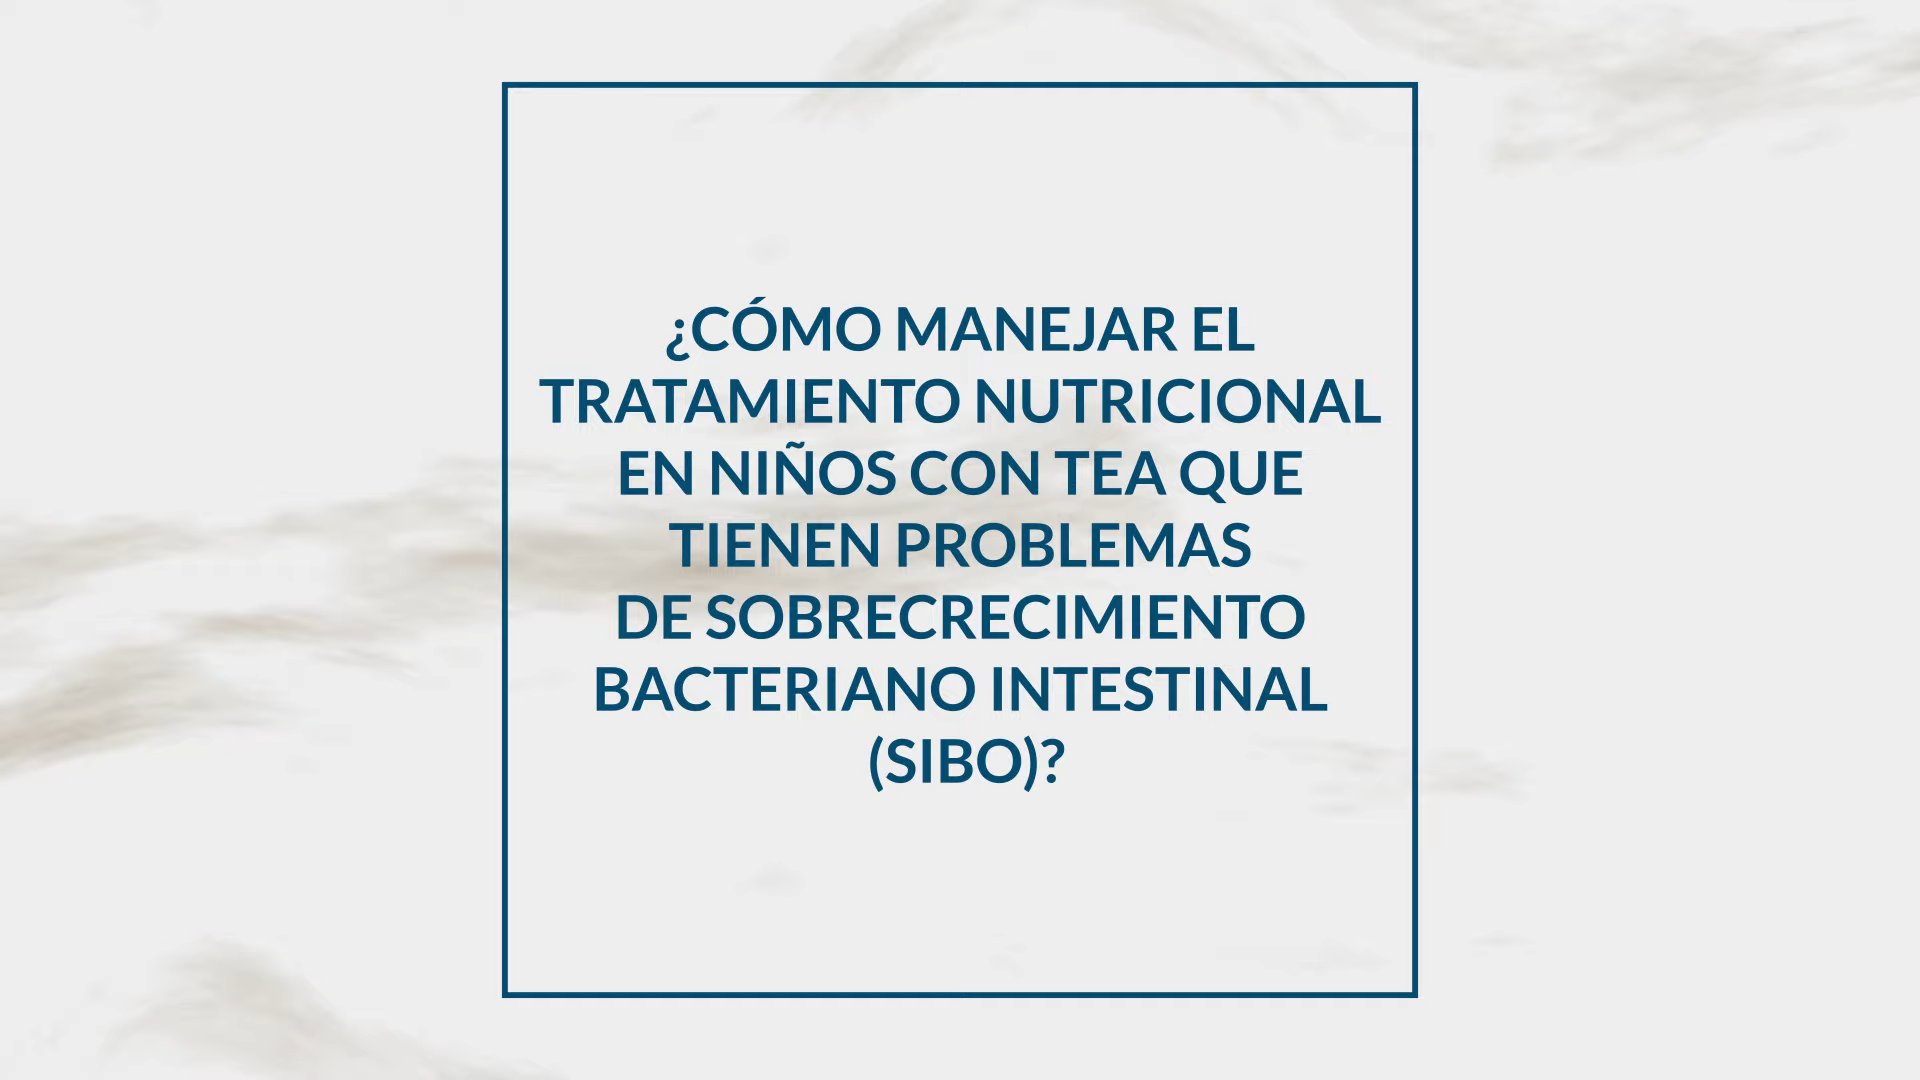 ¿CÓMO MANEJAR EL
TRATAMIENTO NUTRICIONAL
EN NIÑOS CON TEA QUE
TIENEN PROBLEMAS
DE SOBRECRECIMIENTO
BACTERIANO INTESTINAL
(SIBO)?